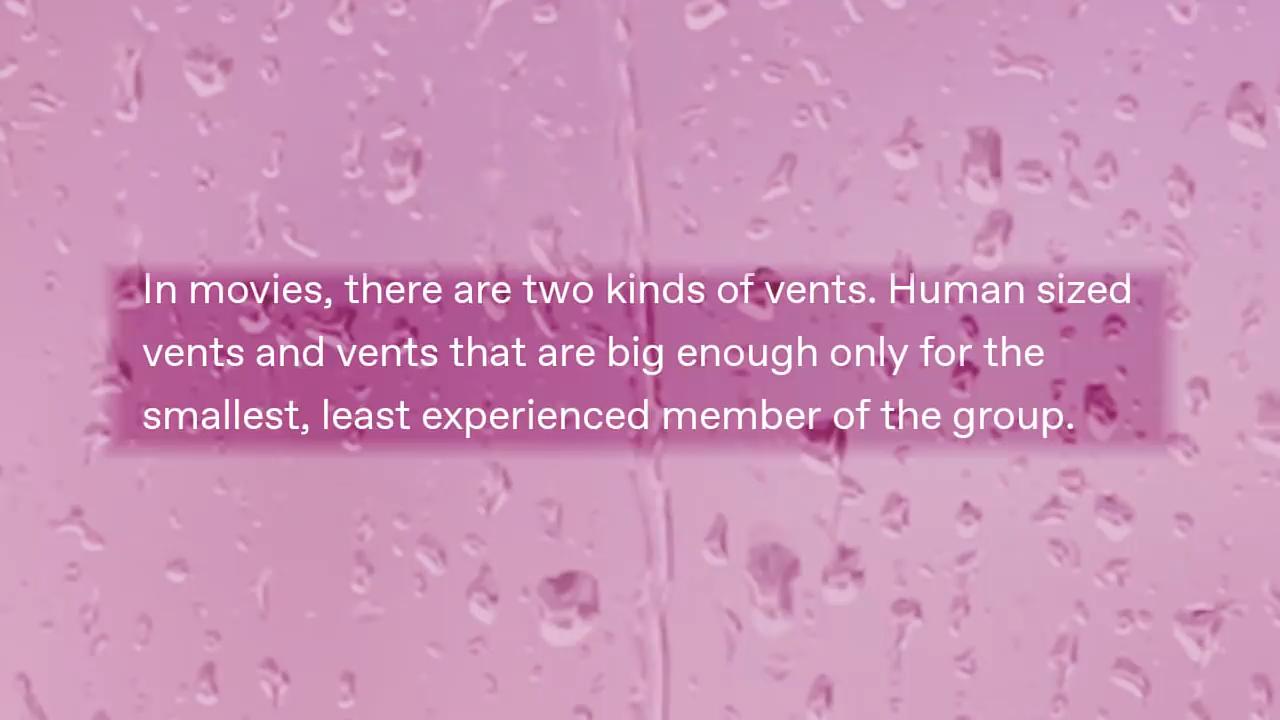 In movies, there are two kinds of vents. Human sized
vents and vents that are big enough only for the
smallest, least experienced member of the group.